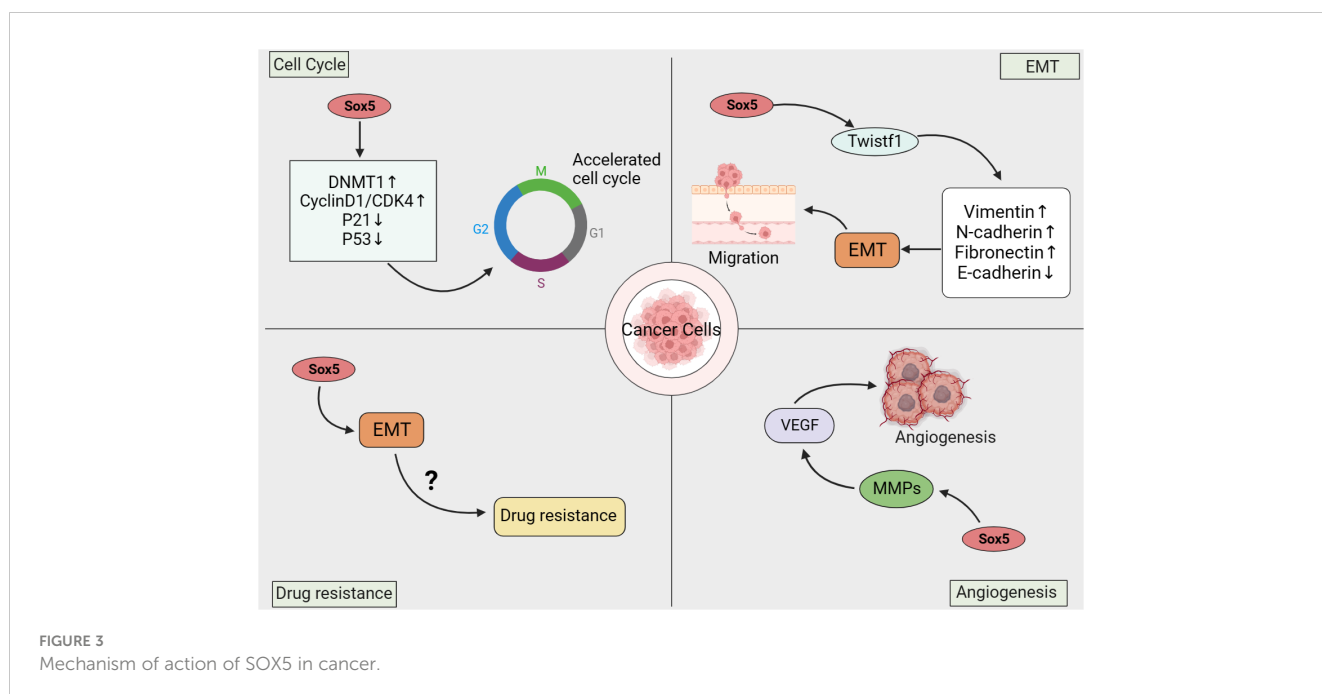 Cell Cycle
Sox5
DNMT1↑
CyclinD1/CDK4↑
P21↓
P53↓
Accelerated
cell cycle
M
G2
G1
S
EMT
Sox5
Twistf1
Vimentin↑
N-cadherin↑
Fibronectin↑
E-cadherin↓
EMT
Migration
Cancer Cells
Sox5
EMT
?
Drug resistance
Drug resistance
VEGF
Angiogenesis
MMPs
Sox5
Angiogenesis
FIGURE 3
Mechanism of action of SOX5 in cancer.